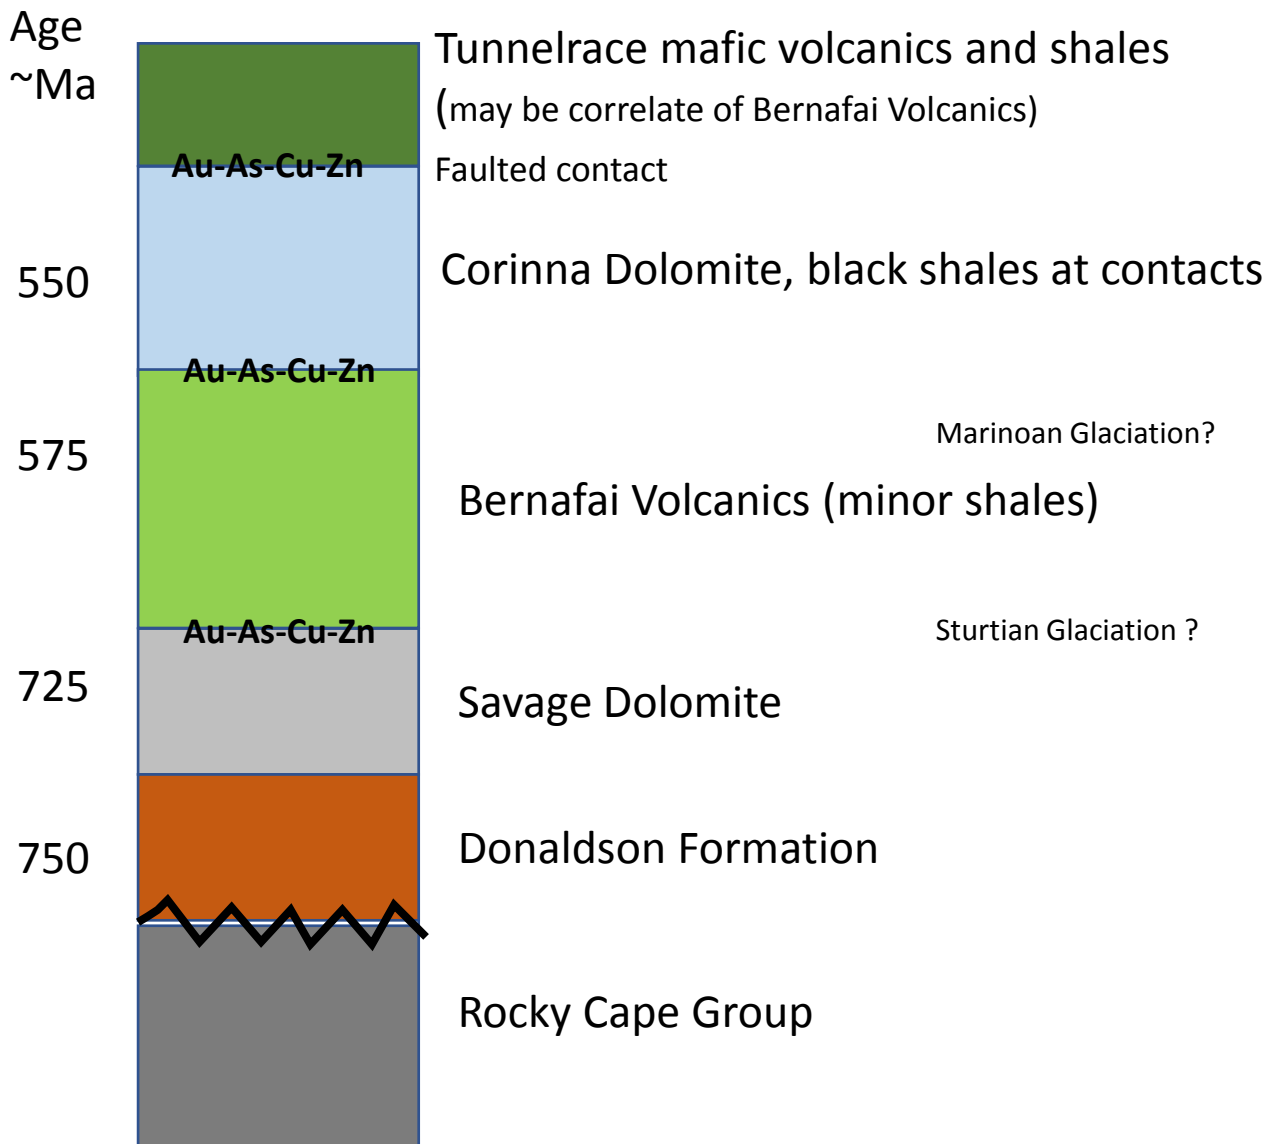 Age
~Ma
Tunnelrace mafic volcanics and shales
(may be correlate of Bernafai Volcanics)
Au-As-Cu-Zn
Faulted contact
550
Corinna Dolomite, black shales at contacts
Au-As-Cu-Zn
Marinoan Glaciation?
575
Bernafai Volcanics (minor shales)
Au-As-Cu-Zn
Sturtian Glaciation ?
725
Savage Dolomite
750
Donaldson Formation
Rocky Cape Group